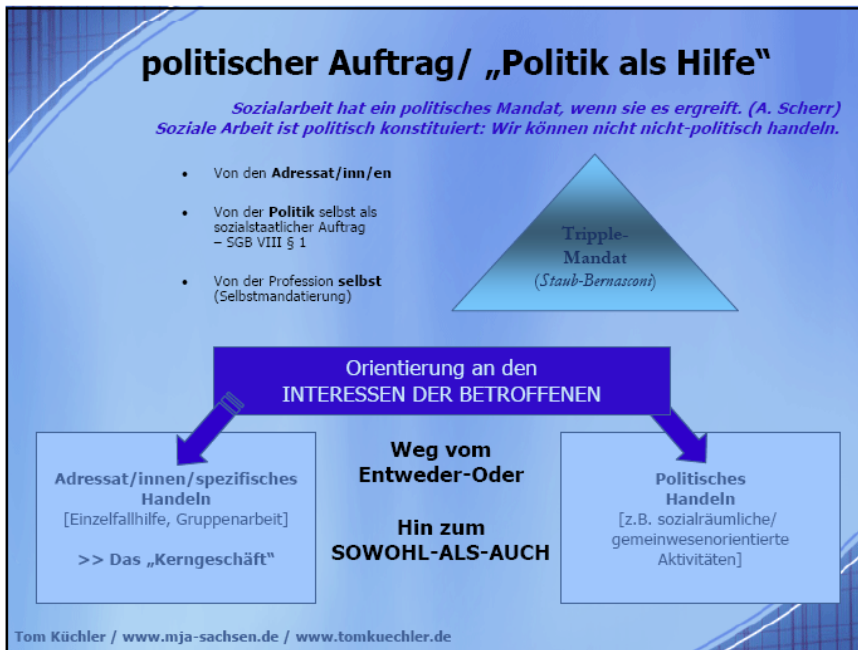 politischer Auftrag/ „Politik als Hilfe“
Sozialarbeit hat ein politisches Mandat, wenn sie es ergreift. (A. Scherr)
Soziale Arbeit ist politisch konstituiert: Wir können nicht nicht-politisch handeln.
• Von den Adressat/inn/en
• Von der Politik selbst als
sozialstaatlicher Auftrag
– SGB VIII § 1
• Von der Profession selbst
(Selbstmandatierung)
Tripple-
Mandat
(Staub-Bernasconi)
Orientierung an den
INTERESSEN DER BETROFFENEN
Adressat/innen/spezifisches
Handeln
[Einzelfallhilfe, Gruppenarbeit]
>> Das „Kerngeschäft“
Weg vom
Entweder-Oder
Hin zum
SOWOHL-ALS-AUCH
Politisches
Handeln
[z.B. sozialräumliche/
gemeinwesenorientierte
Aktivitäten]
Tom Küchler / www.mja-sachsen.de / www.tomkuechler.de